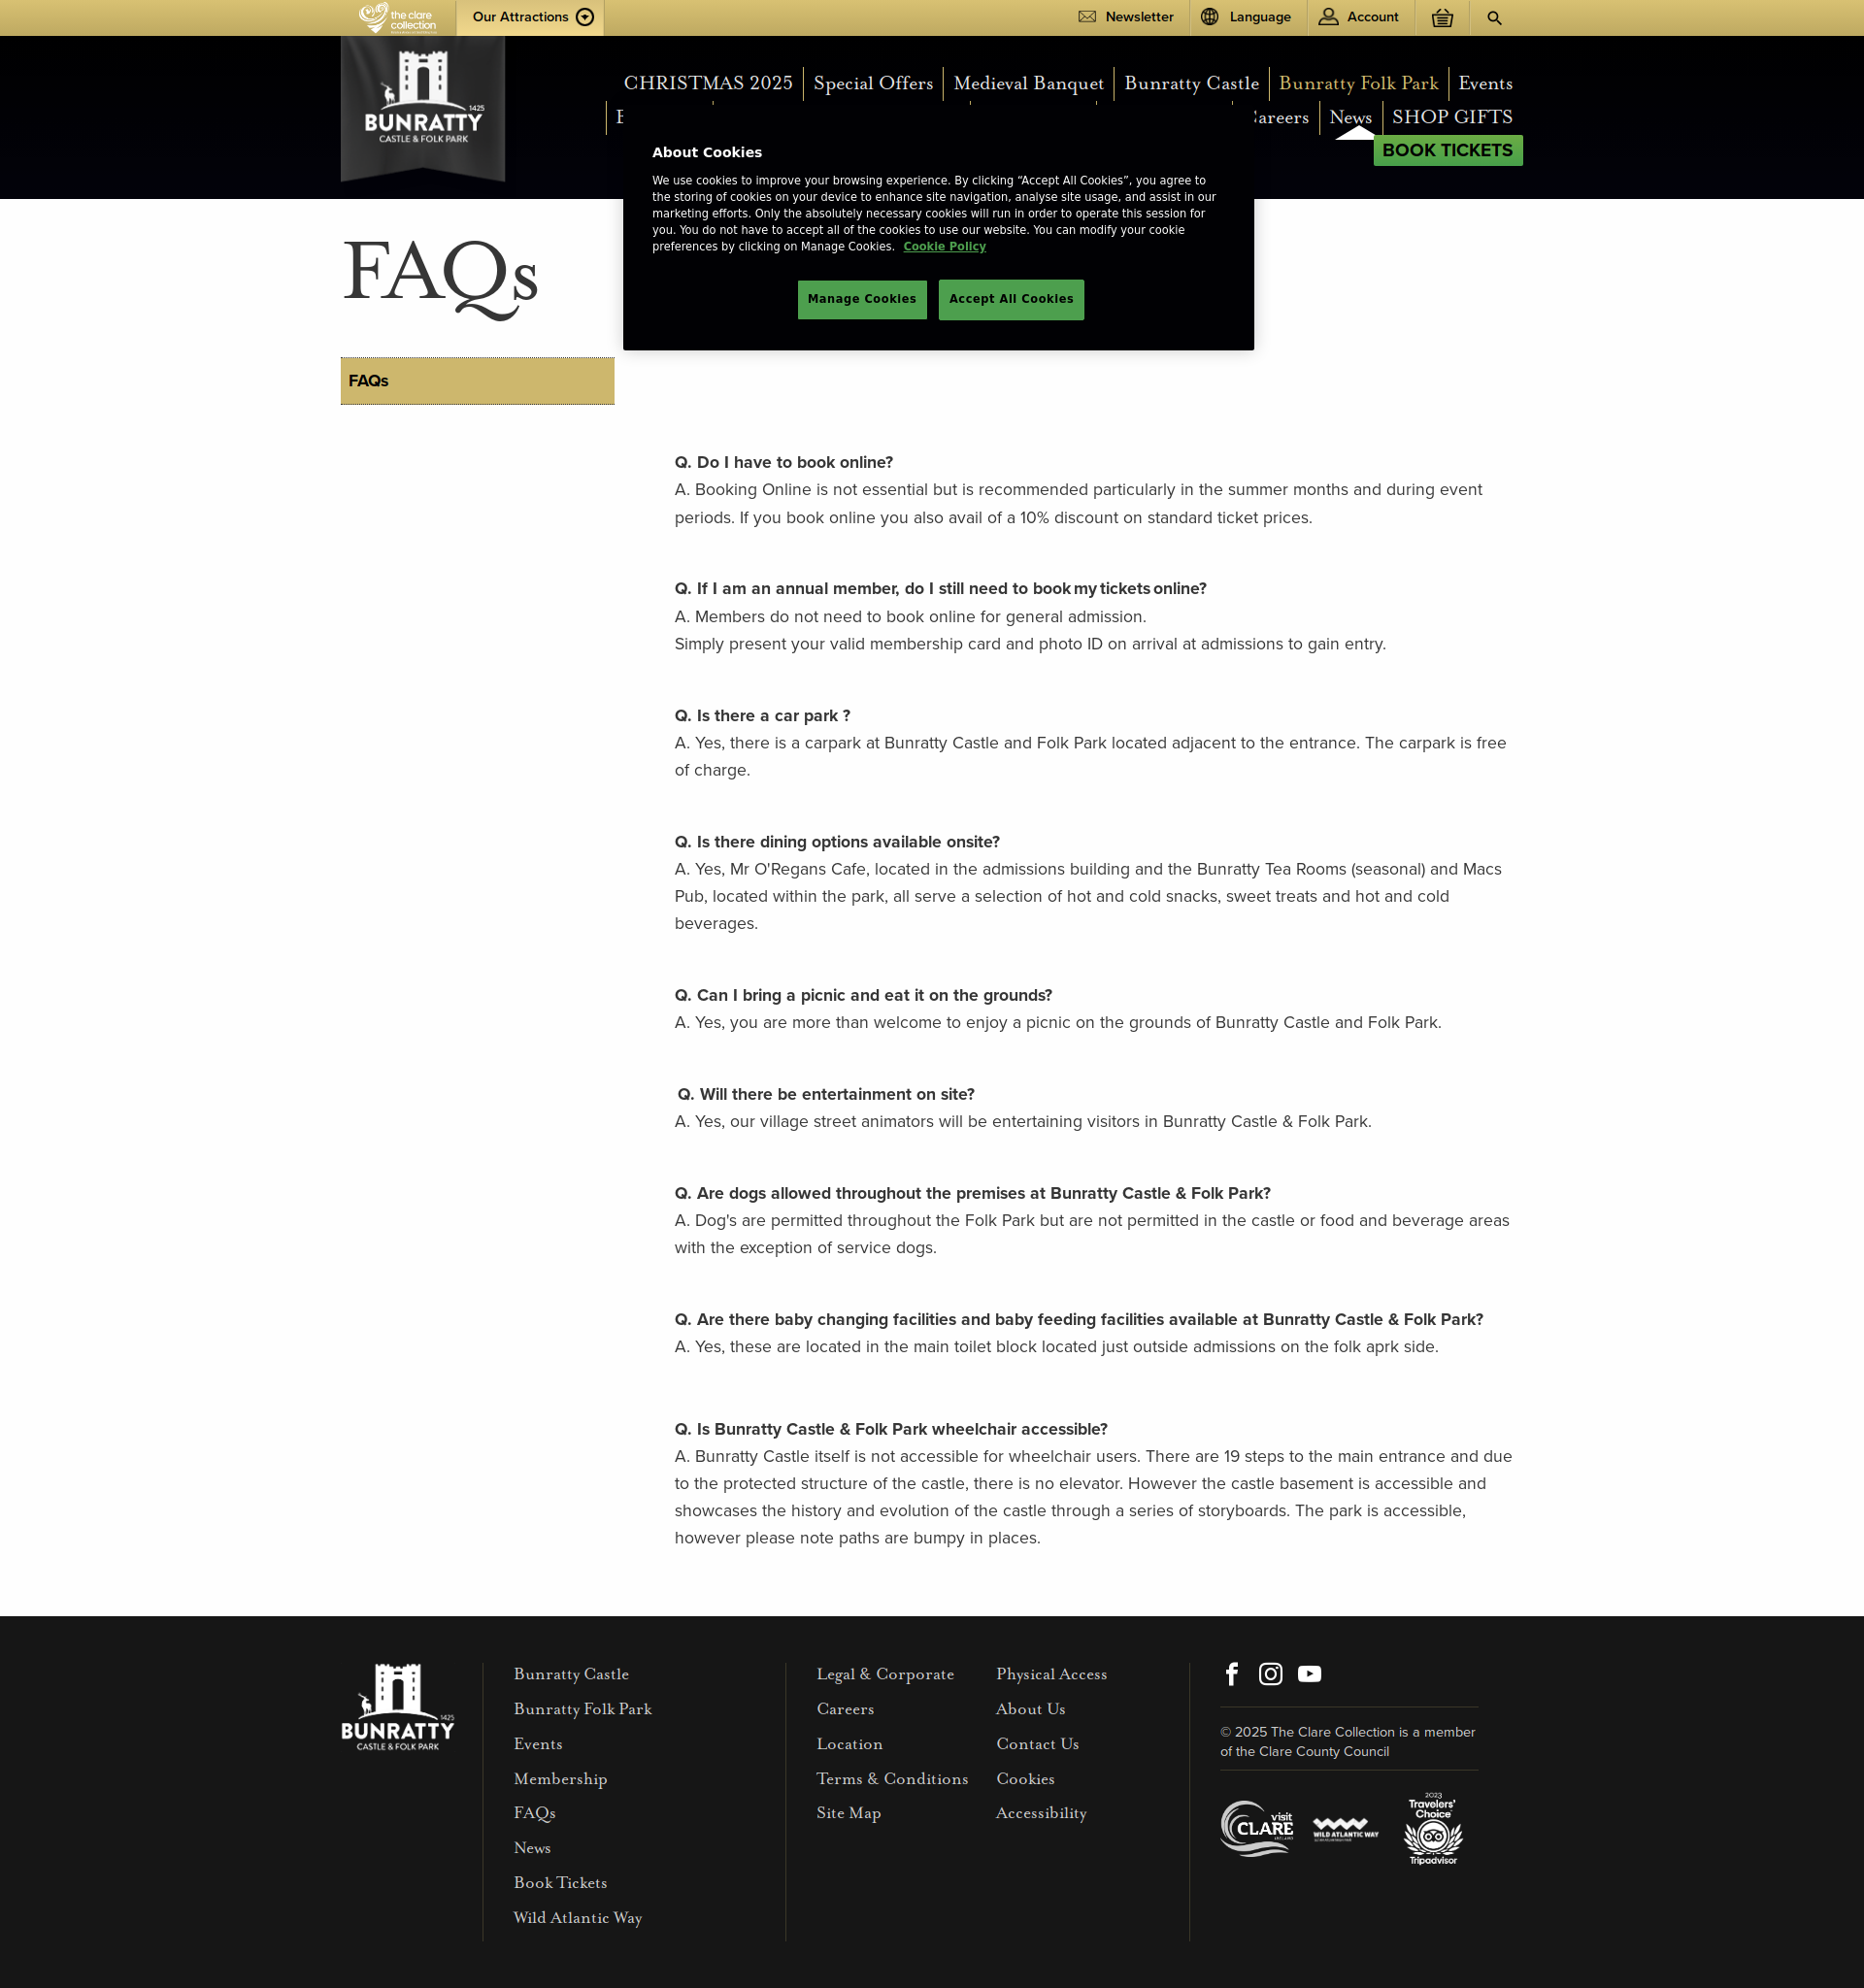 the clare
collection
Our Attractions
Newsletter
Language
Account
1425
BUNRATTY
CASTLE & FOLK PARK
CHRISTMAS 2025
Special Offers
Medieval Banquet
Bunratty Castle
Bunratty Folk Park
Events
Careers
News
SHOP GIFTS
BOOK TICKETS
About Cookies
We use cookies to improve your browsing experience. By clicking “Accept All Cookies”, you agree to
the storing of cookies on your device to enhance site navigation, analyse site usage, and assist in our
marketing efforts. Only the absolutely necessary cookies will run in order to operate this session for
you. You do not have to accept all of the cookies to use our website. You can modify your cookie
preferences by clicking on Manage Cookies. Cookie Policy
Manage Cookies
Accept All Cookies
FAQs
FAQs
Q. Do I have to book online?
A. Booking Online is not essential but is recommended particularly in the summer months and during event
periods. If you book online you also avail of a 10% discount on standard ticket prices.
Q. If I am an annual member, do I still need to book my tickets online?
A. Members do not need to book online for general admission.
Simply present your valid membership card and photo ID on arrival at admissions to gain entry.
Q. Is there a car park ?
A. Yes, there is a carpark at Bunratty Castle and Folk Park located adjacent to the entrance. The carpark is free
of charge.
Q. Is there dining options available onsite?
A. Yes, Mr O'Regans Cafe, located in the admissions building and the Bunratty Tea Rooms (seasonal) and Macs
Pub, located within the park, all serve a selection of hot and cold snacks, sweet treats and hot and cold
beverages.
Q. Can I bring a picnic and eat it on the grounds?
A. Yes, you are more than welcome to enjoy a picnic on the grounds of Bunratty Castle and Folk Park.
Q. Will there be entertainment on site?
A. Yes, our village street animators will be entertaining visitors in Bunratty Castle & Folk Park.
Q. Are dogs allowed throughout the premises at Bunratty Castle & Folk Park?
A. Dog's are permitted throughout the Folk Park but are not permitted in the castle or food and beverage areas
with the exception of service dogs.
Q. Are there baby changing facilities and baby feeding facilities available at Bunratty Castle & Folk Park?
A. Yes, these are located in the main toilet block located just outside admissions on the folk aprk side.
Q. Is Bunratty Castle & Folk Park wheelchair accessible?
A. Bunratty Castle itself is not accessible for wheelchair users. There are 19 steps to the main entrance and due
to the protected structure of the castle, there is no elevator. However the castle basement is accessible and
showcases the history and evolution of the castle through a series of storyboards. The park is accessible,
however please note paths are bumpy in places.
1425
BUNRATTY
CASTLE & FOLK PARK
Bunratty Castle
Bunratty Folk Park
Events
Membership
FAQs
News
Book Tickets
Wild Atlantic Way
Legal & Corporate
Careers
Location
Terms & Conditions
Site Map
Physical Access
About Us
Contact Us
Cookies
Accessibility
© 2025 The Clare Collection is a member
of the Clare County Council
visit
CLARE
WILD ATLANTIC WAY
2023
Travelers'
Choice
Tripadvisor